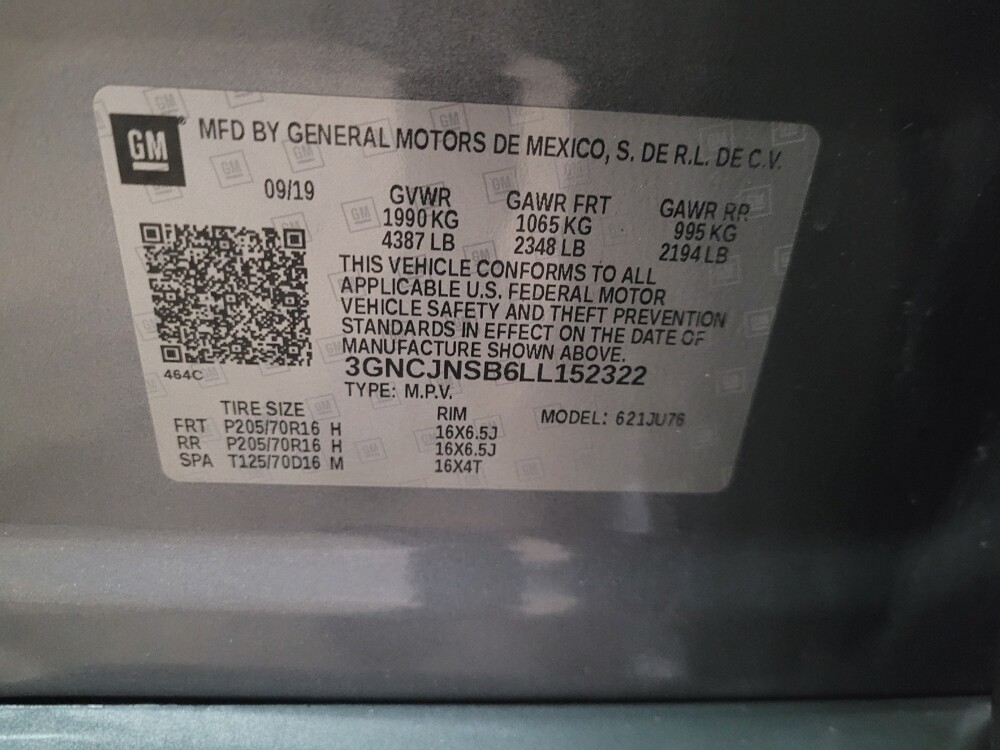 GM MFD BY GENERAL MOTORS DE MEXICO, S. DE R.L. DE C.V.
09/19 GVWR GAWR FRT GAWR RR
1990 KG 1065 KG 995 KG
4387 LB 2348 LB 2194 LB
THIS VEHICLE CONFORMS TO ALL
APPLICABLE U.S. FEDERAL MOTOR
VEHICLE SAFETY AND THEFT PREVENTION
STANDARDS IN EFFECT ON THE DATE OF
MANUFACTURE SHOWN ABOVE.
464C 3GNCJNSB6LL152322
TYPE: M.P.V.
TIRE SIZE RIM MODEL: 621JU76
FRT P205/70R16 H 16X6.5J
RR P205/70R16 H 16X6.5J
SPA T125/70D16 M 16X4T